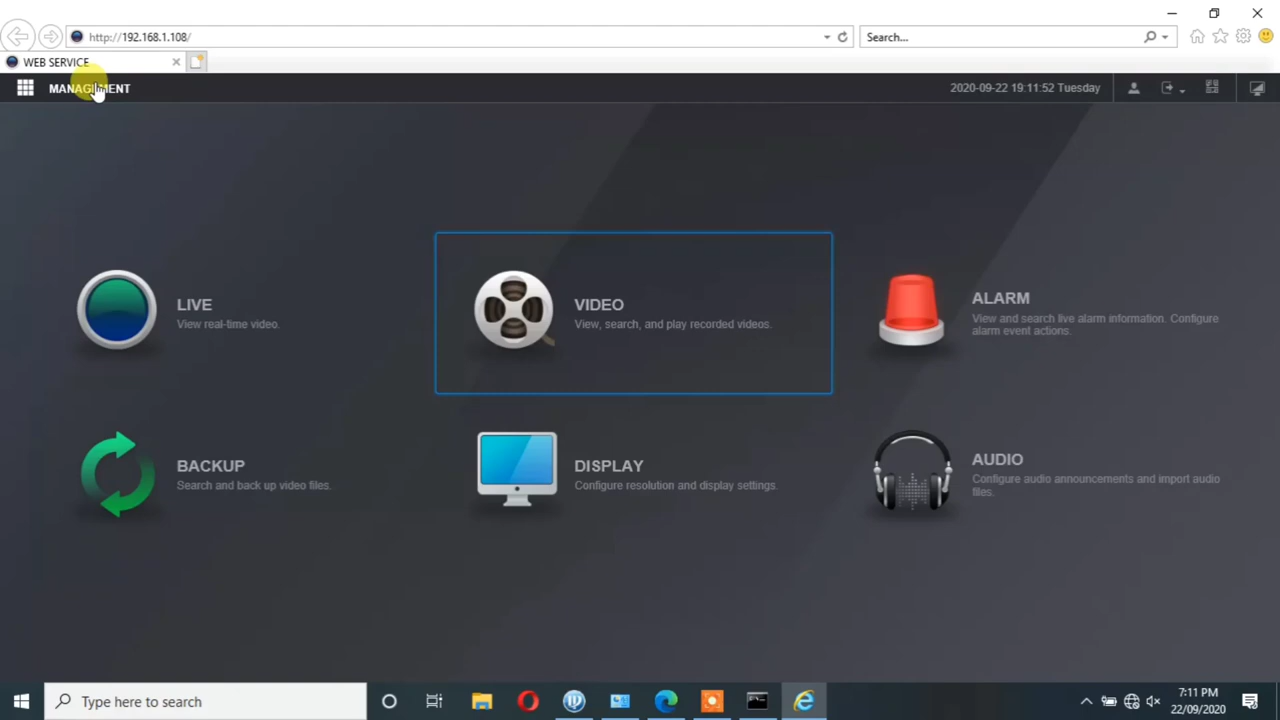 http://192.168.1.108/
Search...
WEB SERVICE
MANAGEMENT
2020-09-22 19:11:52 Tuesday
LIVE
View real-time video.
VIDEO
View, search, and play recorded videos.
ALARM
View and search live alarm information. Configure
alarm event actions.
BACKUP
Search and back up video files.
DISPLAY
Configure resolution and display settings.
AUDIO
Configure audio announcements and import audio
files.
Type here to search
7:11 PM
22/09/2020